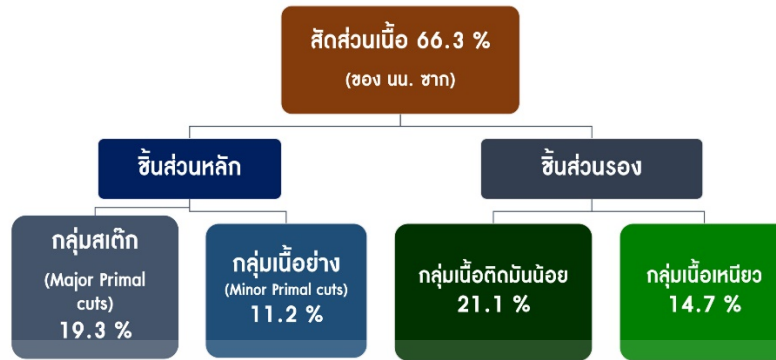 สัดส่วนเนื้อ 66.3 %
(ของ นน. ซาก)
ชิ้นส่วนหลัก
ชิ้นส่วนรอง
กลุ่มสเต๊ก
(Major Primal
cuts)
19.3 %
กลุ่มเนื้อย่าง
(Minor Primal cuts)
11.2 %
กลุ่มเนื้อติดมันน้อย
21.1 %
กลุ่มเนื้อเหนียว
14.7 %